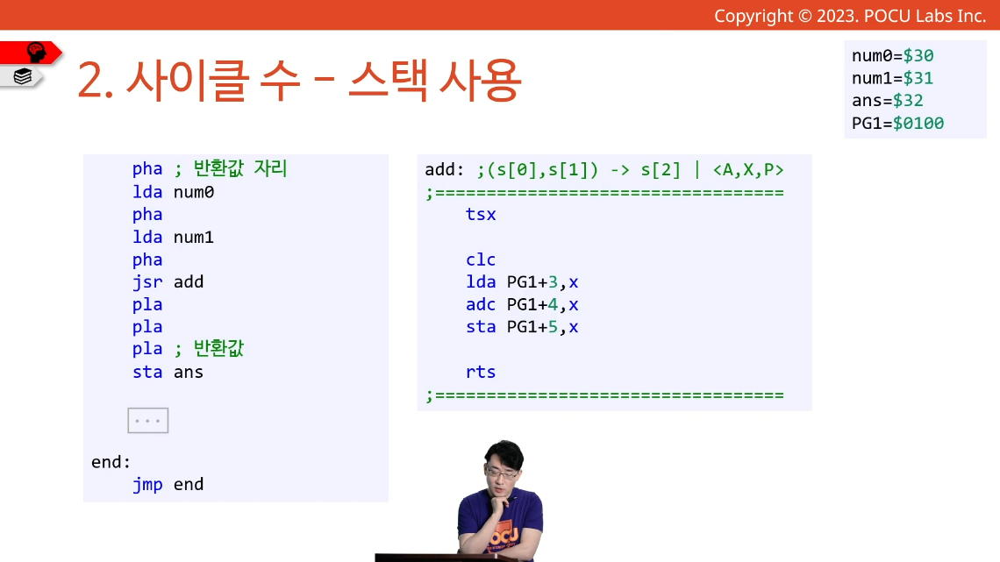 Copyright © 2023. POCU Labs Inc.
2. 사이클 수 – 스택 사용
num0=$30
num1=$31
ans=$32
PG1=$0100
pha ; 반환값 자리
lda num0
pha
lda num1
pha
jsr add
pla
pla
pla ; 반환값
sta ans
...
end:
jmp end
add: ;(s[0],s[1]) -> s[2] | <A,X,P>
;==================================
tsx
clc
lda PG1+3,x
adc PG1+4,x
sta PG1+5,x
rts
;==================================
POCU